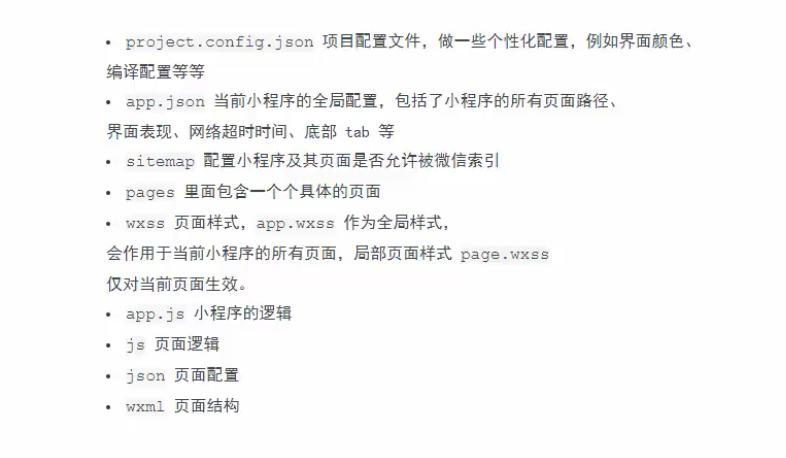 • project.config.json 项目配置文件，做一些个性化配置，例如界面颜色、
编译配置等等
• app.json 当前小程序的全局配置，包括了小程序的所有页面路径、
界面表现、网络超时时间、底部 tab 等
• sitemap 配置小程序及其页面是否允许被微信索引
• pages 里面包含一个个具体的页面
• wxss 页面样式，app.wxss 作为全局样式，
会作用于当前小程序的所有页面，局部页面样式 page.wxss
仅对当前页面生效。
• app.js 小程序的逻辑
• js 页面逻辑
• json 页面配置
• wxml 页面结构